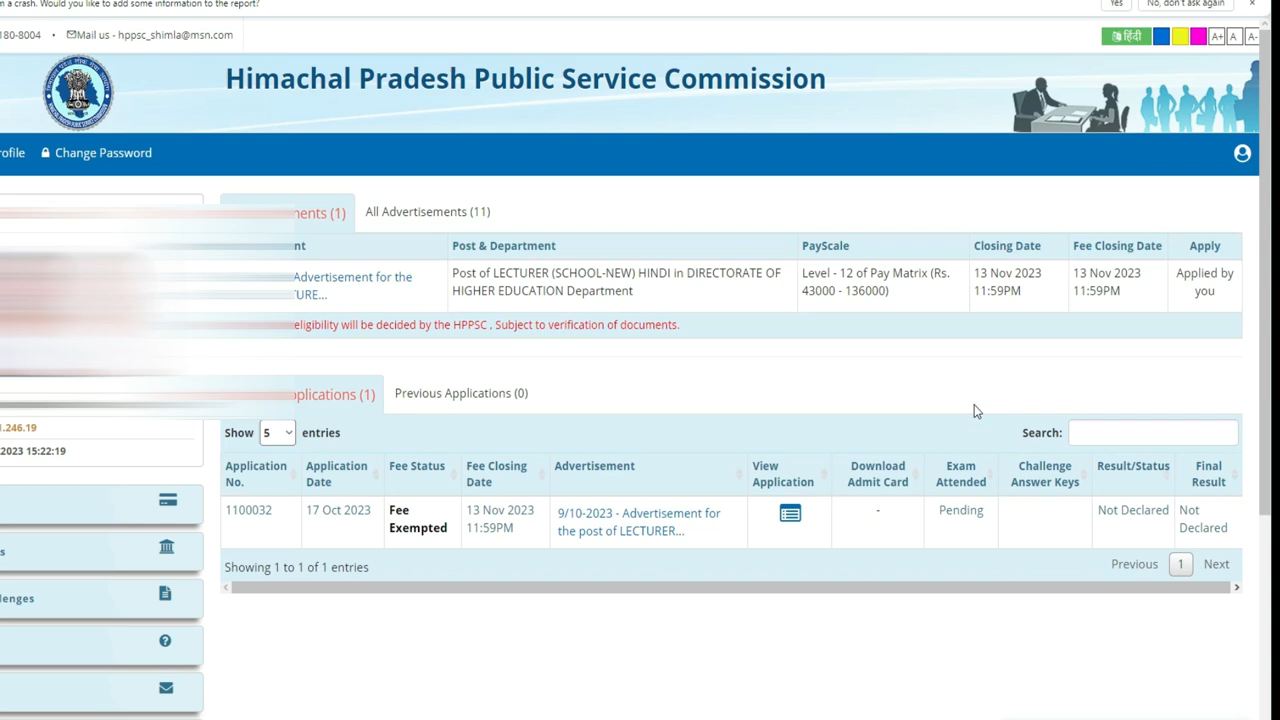 m a crash. Would you like to add some information to the report?
Yes
No, don't ask again
180-8004 • Mail us - hppsc_shimla@msn.com
हिंदी
A+ A A-
Himachal Pradesh Public Service Commission
rofile Change Password
nents (1) All Advertisements (11)
nt Post & Department PayScale Closing Date Fee Closing Date Apply
Advertisement for the Post of LECTURER (SCHOOL-NEW) HINDI in DIRECTORATE OF Level - 12 of Pay Matrix (Rs. 13 Nov 2023 13 Nov 2023 Applied by
TURE... HIGHER EDUCATION Department 43000 - 136000) 11:59PM 11:59PM you
eligibility will be decided by the HPPSC , Subject to verification of documents.
pplications (1) Previous Applications (0)
1.246.19
2023 15:22:19
Show 5 entries Search:
Application Application Fee Status Fee Closing Advertisement View Download Exam Challenge Result/Status Final
No. Date Date Application Admit Card Attended Answer Keys Result
1100032 17 Oct 2023 Fee 13 Nov 2023 9/10-2023 - Advertisement for - Pending Not Declared Not
Exempted 11:59PM the post of LECTURER... Declared
Showing 1 to 1 of 1 entries Previous 1 Next
s
lenges